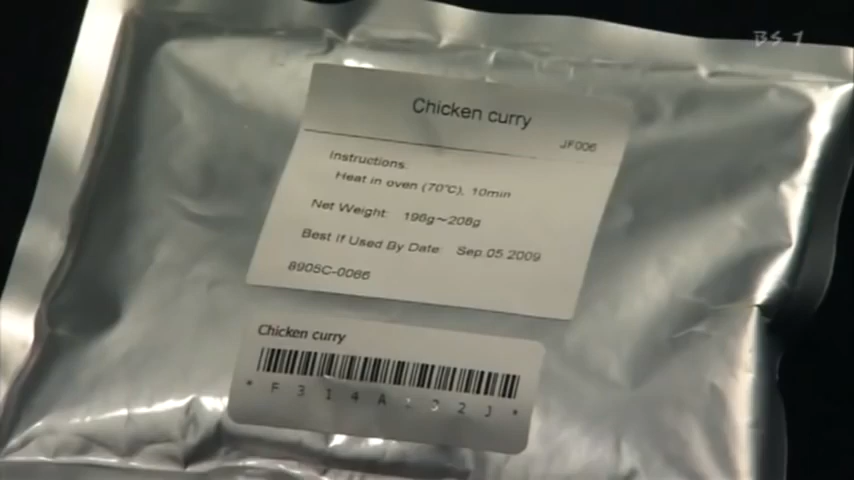 BS 1
Chicken curry
JF006
Instructions:
Heat in oven (70℃), 10min
Net Weight: 196g~206g
Best If Used By Date: Sep.05.2009
8905C-0066
Chicken curry